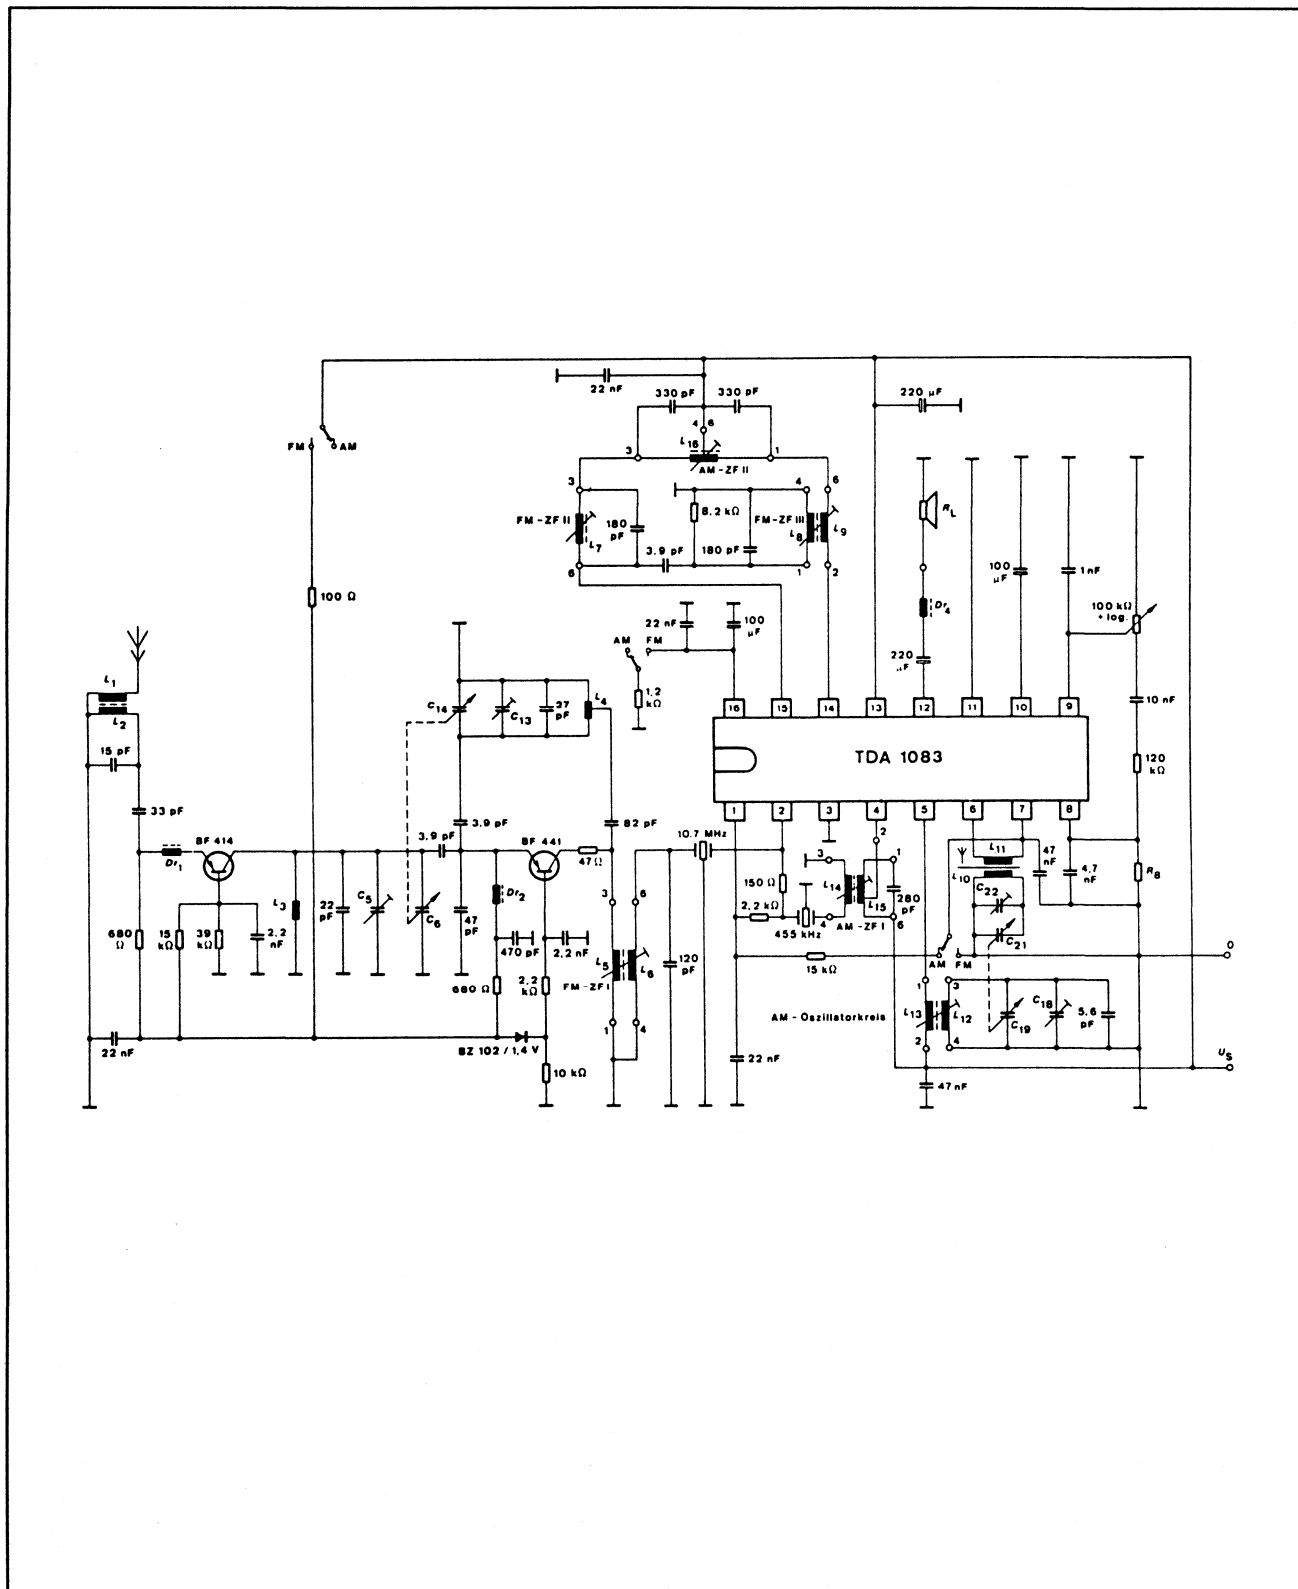 22 nF
330 pF
330 pF
220 µF
FM
AM
4
6
L16
3
1
AM-ZF II
3
4
6
FM-ZF II
180 pF
8,2 kΩ
FM-ZF III
RL
L7
L8
L9
3,9 pF
180 pF
6
1
2
100 µF
1 nF
100 Ω
Dr4
100 kΩ + log.
22 nF
100 µF
AM
FM
220 µF
L1
L2
1,2 kΩ
10 nF
C14
C13
27 pF
L4
16
15
14
13
12
11
10
9
15 pF
TDA 1083
120 kΩ
33 pF
3,9 pF
82 pF
1
2
3
4
5
6
7
8
BF 414
3,9 pF
BF 441
10,7 MHz
2
Dr1
47 Ω
3
1
L11
47 nF
L10
4,7 nF
R8
150 Ω
L14
L15
280 pF
C22
Dr2
3
6
2,2 kΩ
L3
22 pF
C5
C6
47 pF
455 kHz
4
6
AM-ZF I
680 Ω
15 kΩ
39 kΩ
2,2 nF
470 pF
2,2 nF
C21
0
L5
L6
120 pF
15 kΩ
AM
FM
680 Ω
2,2 kΩ
FM-ZF I
1
3
AM-Oszillatorkreis
L13
L12
C19
C18
5,6 pF
1
4
2
4
22 nF
BZ 102 / 1,4 V
10 kΩ
22 nF
47 nF
US